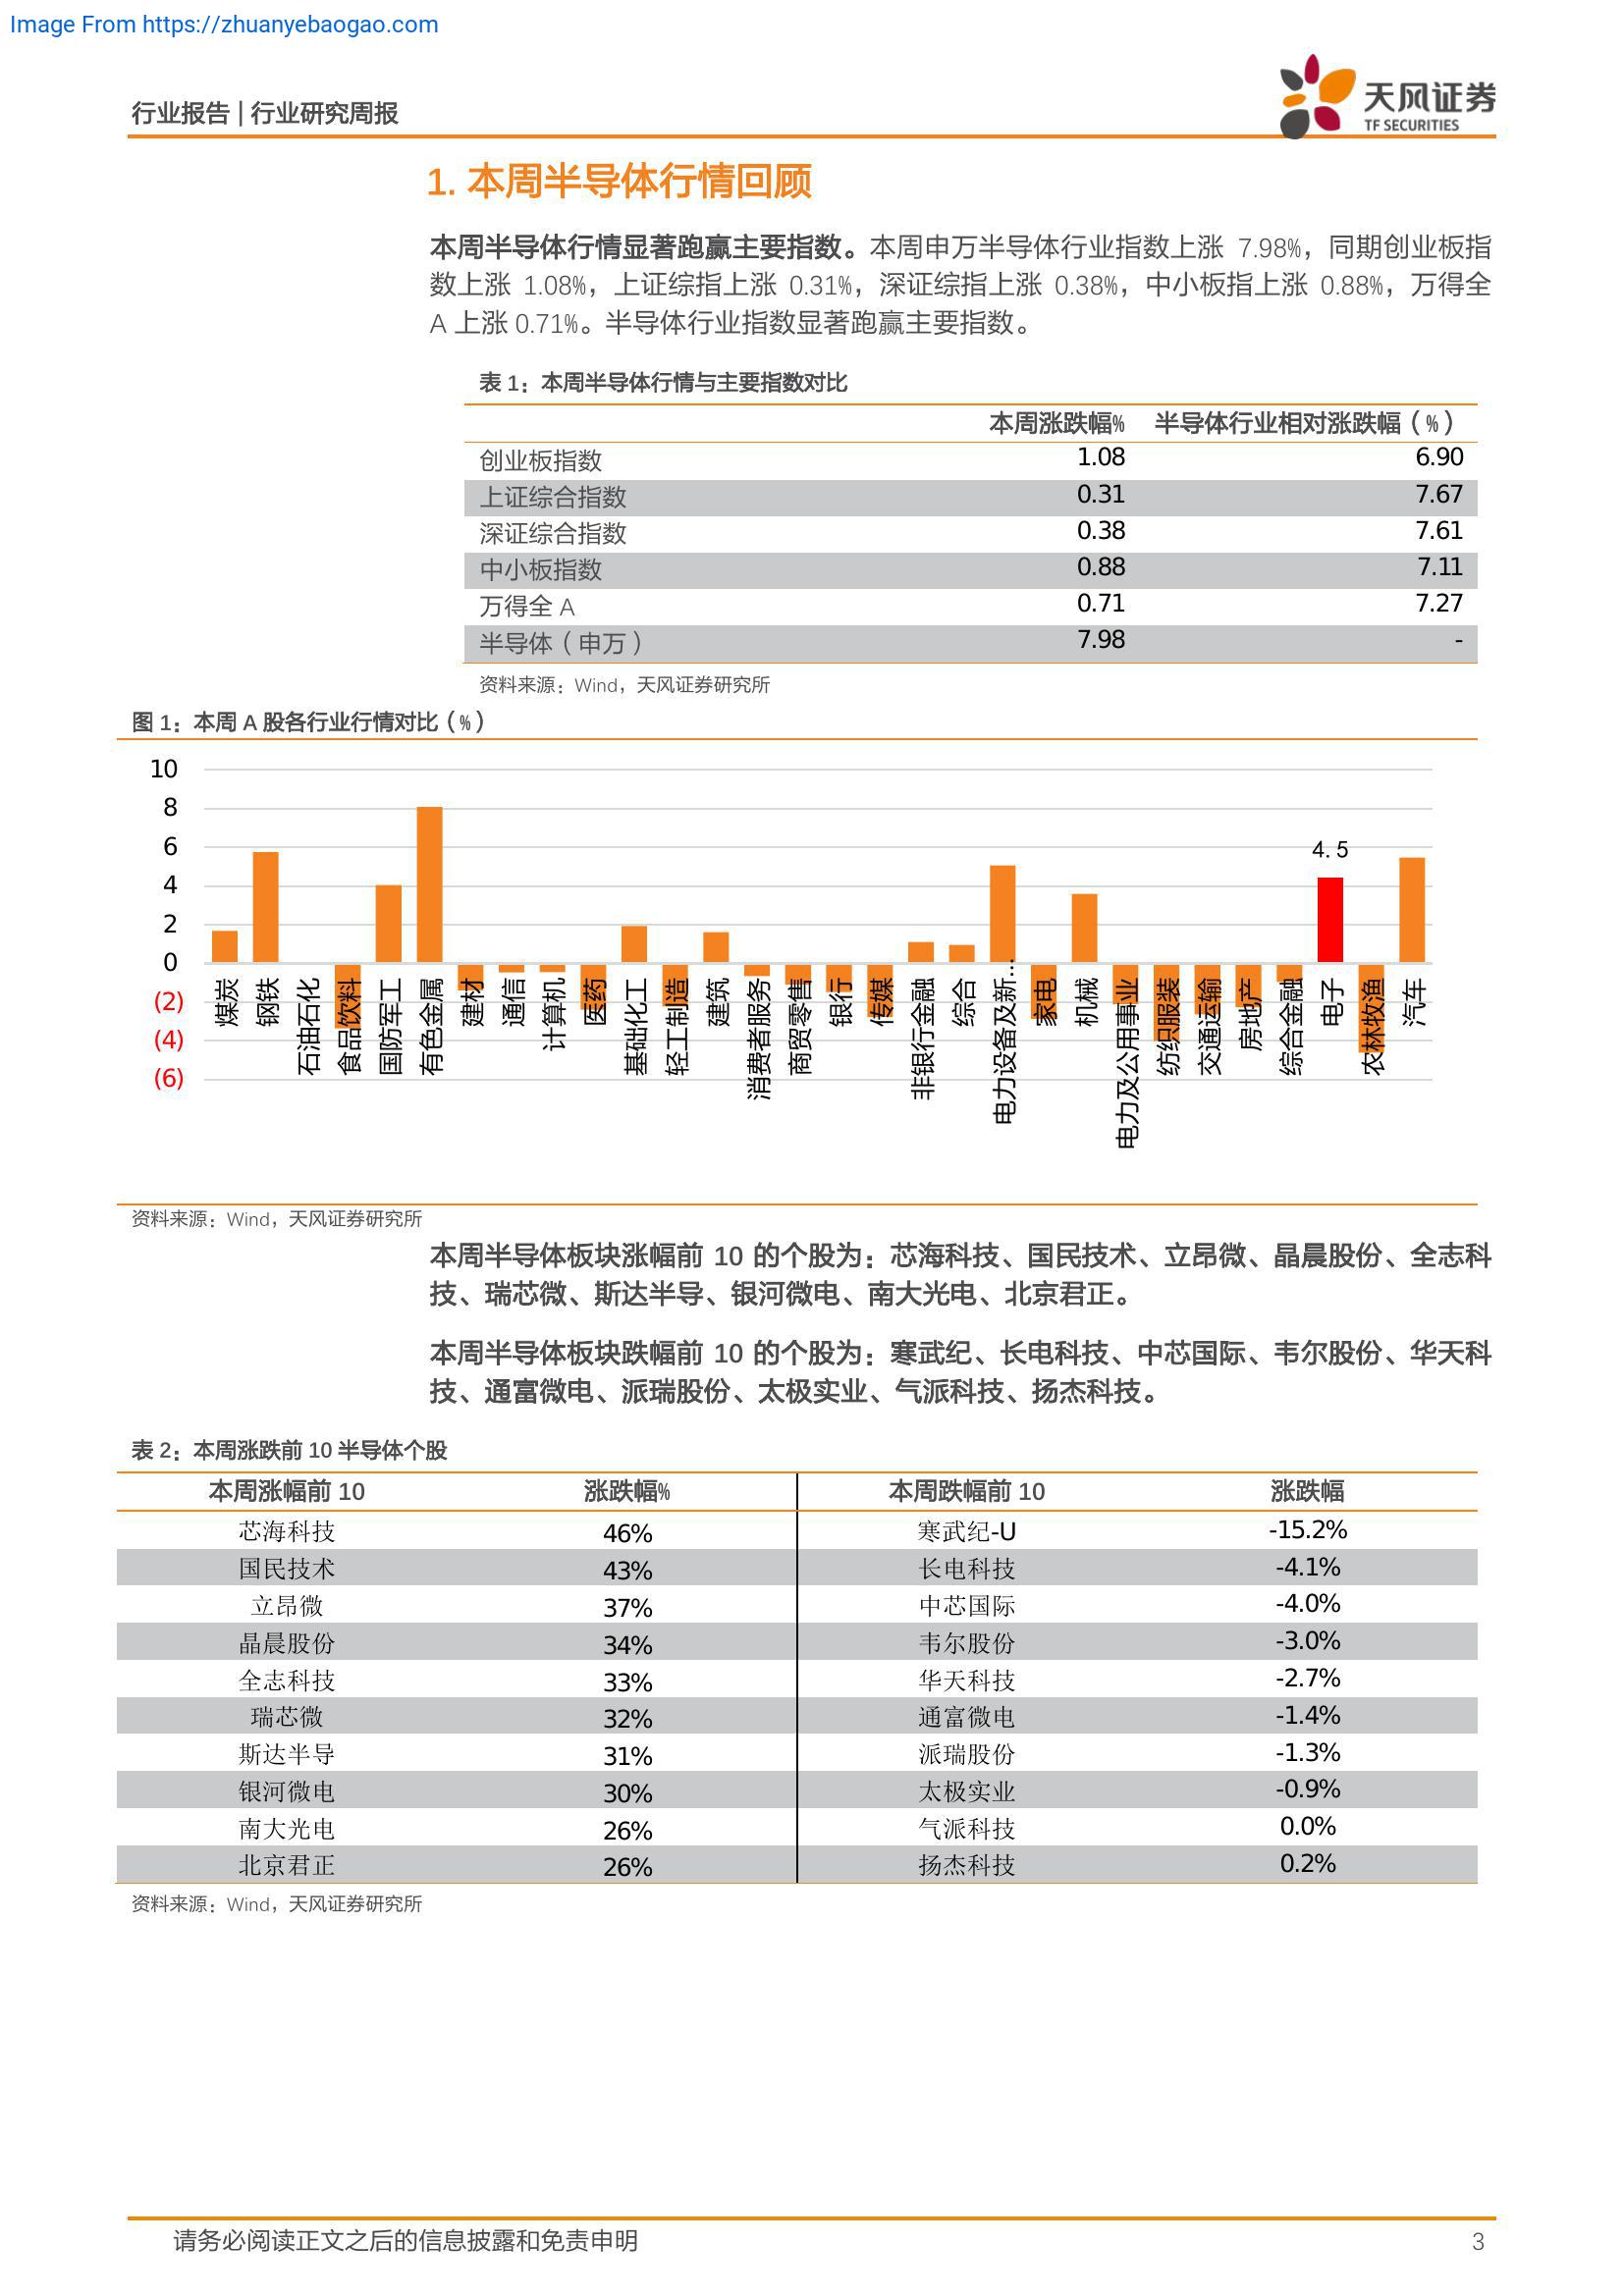 Image From https://zhuanyebaogao.com
行业报告 | 行业研究周报
天风证券
TF SECURITIES
1. 本周半导体行情回顾
本周半导体行情显著跑赢主要指数。本周申万半导体行业指数上涨 7.98%，同期创业板指
数上涨 1.08%，上证综指上涨 0.31%，深证综指上涨 0.38%，中小板指上涨 0.88%，万得全
A 上涨 0.71%。半导体行业指数显著跑赢主要指数。
表 1：本周半导体行情与主要指数对比
本周涨跌幅% 半导体行业相对涨跌幅（%）
创业板指数 1.08 6.90
上证综合指数 0.31 7.67
深证综合指数 0.38 7.61
中小板指数 0.88 7.11
万得全 A 0.71 7.27
半导体（申万） 7.98 -
资料来源：Wind，天风证券研究所
图 1：本周 A 股各行业行情对比（%）
10
8
6
4
2
0
(2)
(4)
(6)
4.5
煤炭
钢铁
石油石化
食品饮料
国防军工
有色金属
建材
通信
计算机
医药
基础化工
轻工制造
建筑
消费者服务
商贸零售
银行
传媒
非银行金融
综合
电力设备及新…
家电
机械
电力及公用事业
纺织服装
交通运输
房地产
综合金融
电子
农林牧渔
汽车
资料来源：Wind，天风证券研究所
本周半导体板块涨幅前 10 的个股为：芯海科技、国民技术、立昂微、晶晨股份、全志科
技、瑞芯微、斯达半导、银河微电、南大光电、北京君正。
本周半导体板块跌幅前 10 的个股为：寒武纪、长电科技、中芯国际、韦尔股份、华天科
技、通富微电、派瑞股份、太极实业、气派科技、扬杰科技。
表 2：本周涨跌前 10 半导体个股
本周涨幅前 10 涨跌幅% 本周跌幅前 10 涨跌幅
芯海科技 46% 寒武纪-U -15.2%
国民技术 43% 长电科技 -4.1%
立昂微 37% 中芯国际 -4.0%
晶晨股份 34% 韦尔股份 -3.0%
全志科技 33% 华天科技 -2.7%
瑞芯微 32% 通富微电 -1.4%
斯达半导 31% 派瑞股份 -1.3%
银河微电 30% 太极实业 -0.9%
南大光电 26% 气派科技 0.0%
北京君正 26% 扬杰科技 0.2%
资料来源：Wind，天风证券研究所
请务必阅读正文之后的信息披露和免责申明 3